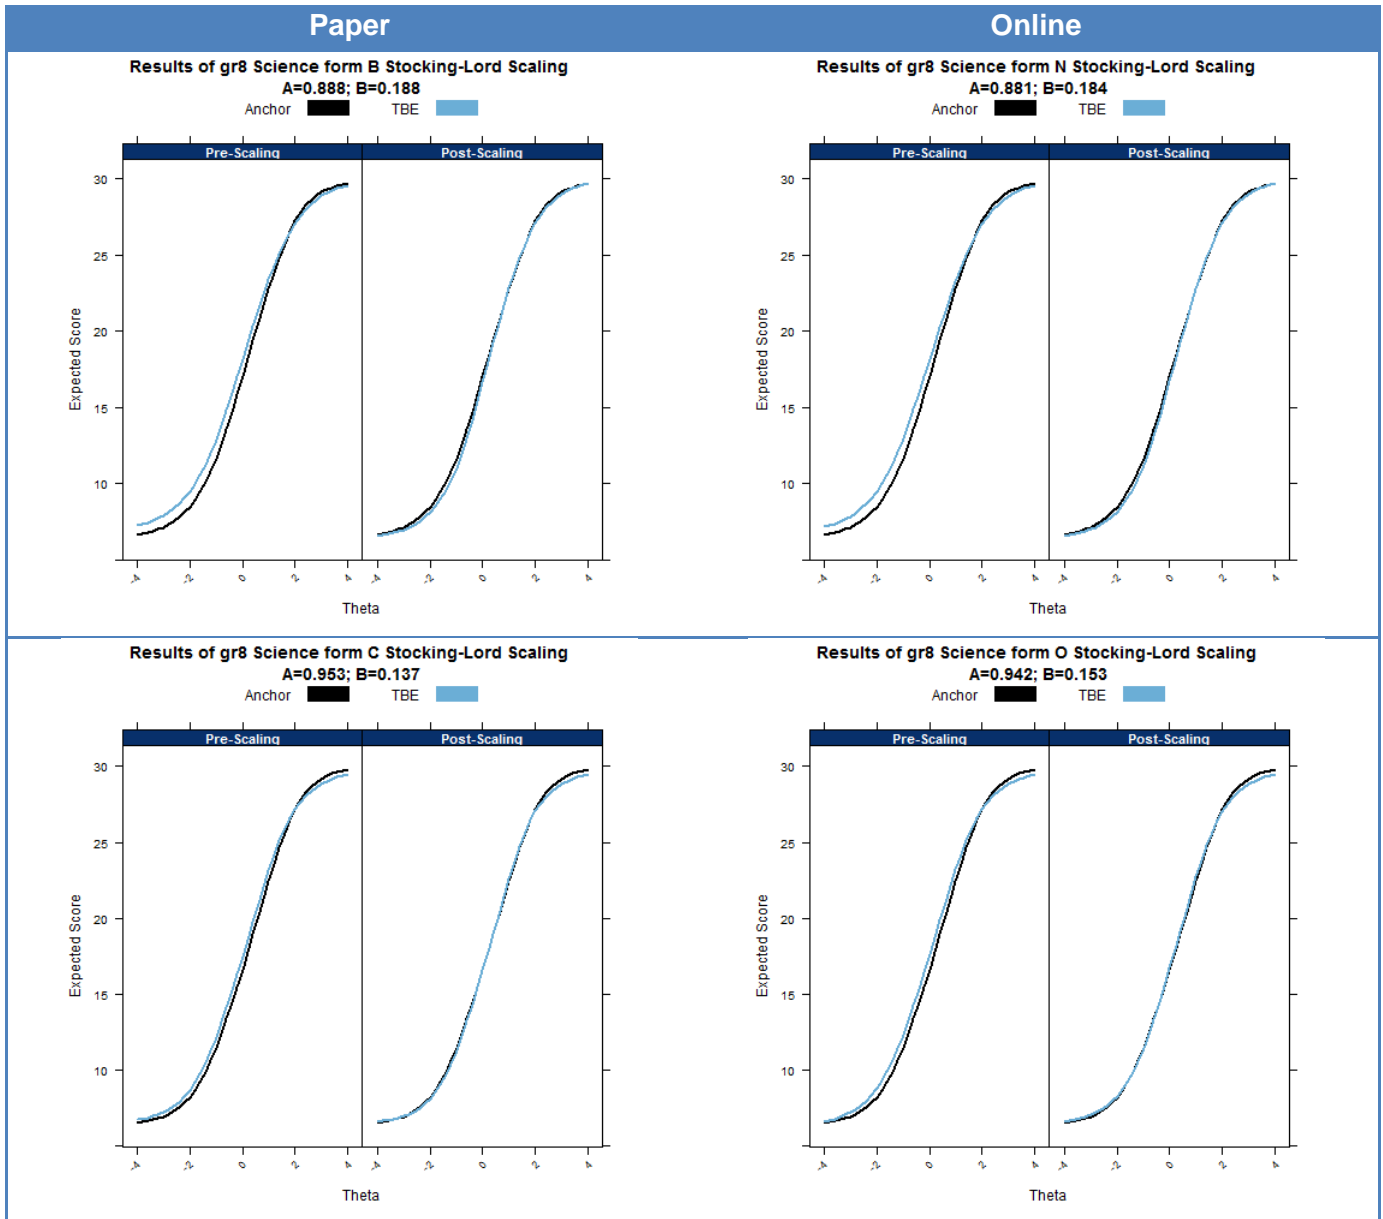 Paper
Online
Results of gr8 Science form B Stocking-Lord Scaling
A=0.888; B=0.188
Anchor TBE
Pre-Scaling Post-Scaling
30
25
20
15
10
Expected Score
-4 -2 0 2 4 -4 -2 0 2 4
Theta
Results of gr8 Science form N Stocking-Lord Scaling
A=0.881; B=0.184
Anchor TBE
Pre-Scaling Post-Scaling
30
25
20
15
10
Expected Score
-4 -2 0 2 4 -4 -2 0 2 4
Theta
Results of gr8 Science form C Stocking-Lord Scaling
A=0.953; B=0.137
Anchor TBE
Pre-Scaling Post-Scaling
30
25
20
15
10
Expected Score
-4 -2 0 2 4 -4 -2 0 2 4
Theta
Results of gr8 Science form O Stocking-Lord Scaling
A=0.942; B=0.153
Anchor TBE
Pre-Scaling Post-Scaling
30
25
20
15
10
Expected Score
-4 -2 0 2 4 -4 -2 0 2 4
Theta